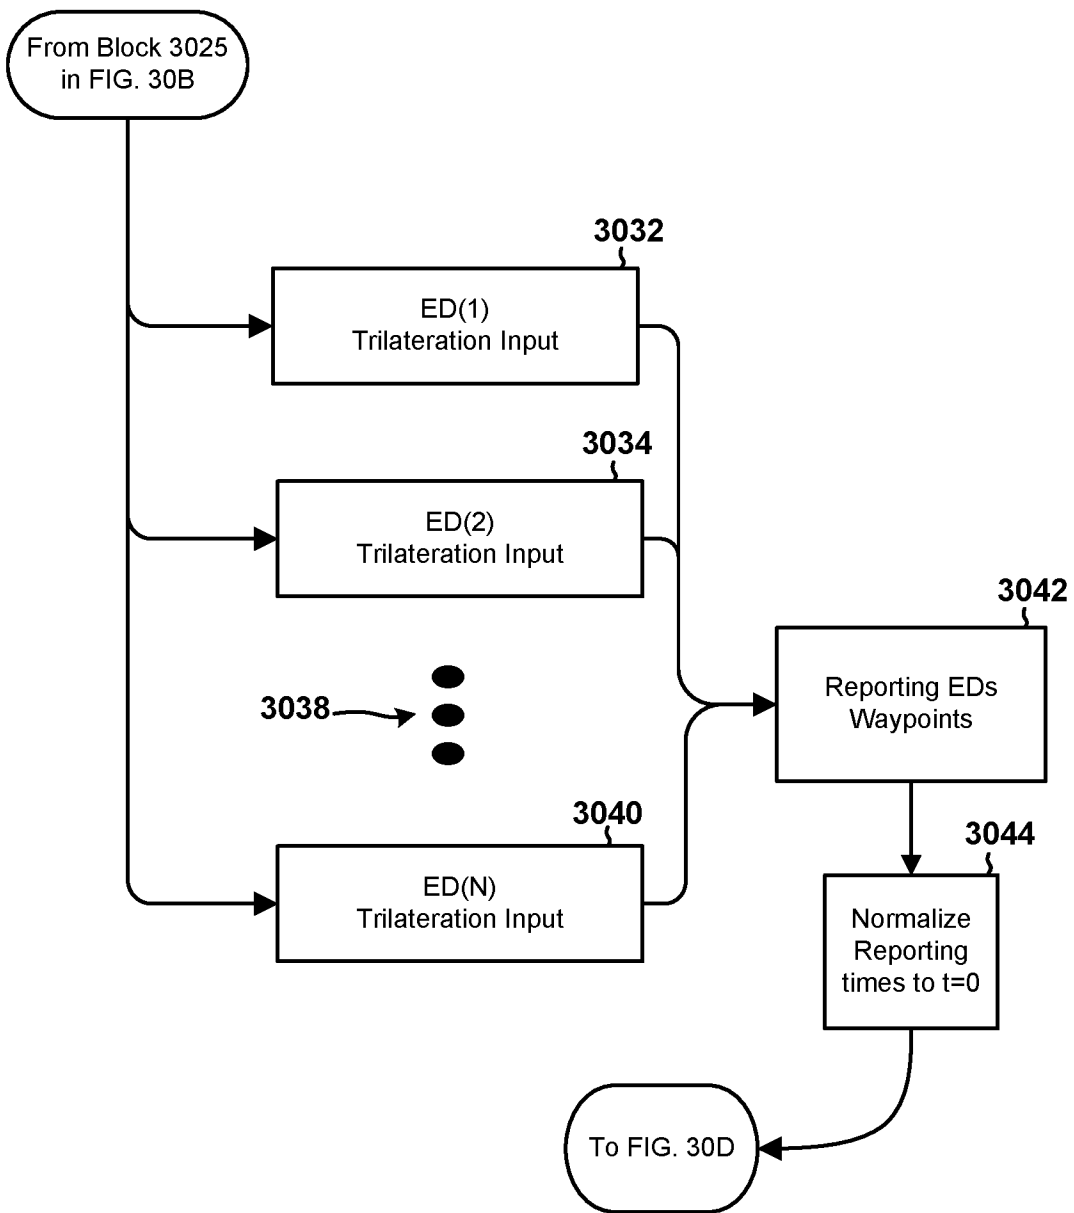 From Block 3025
in FIG. 30B
3032
ED(1)
Trilateration Input
3034
ED(2)
Trilateration Input
3038
3040
ED(N)
Trilateration Input
3042
Reporting EDs
Waypoints
3044
Normalize
Reporting
times to t=0
To FIG. 30D